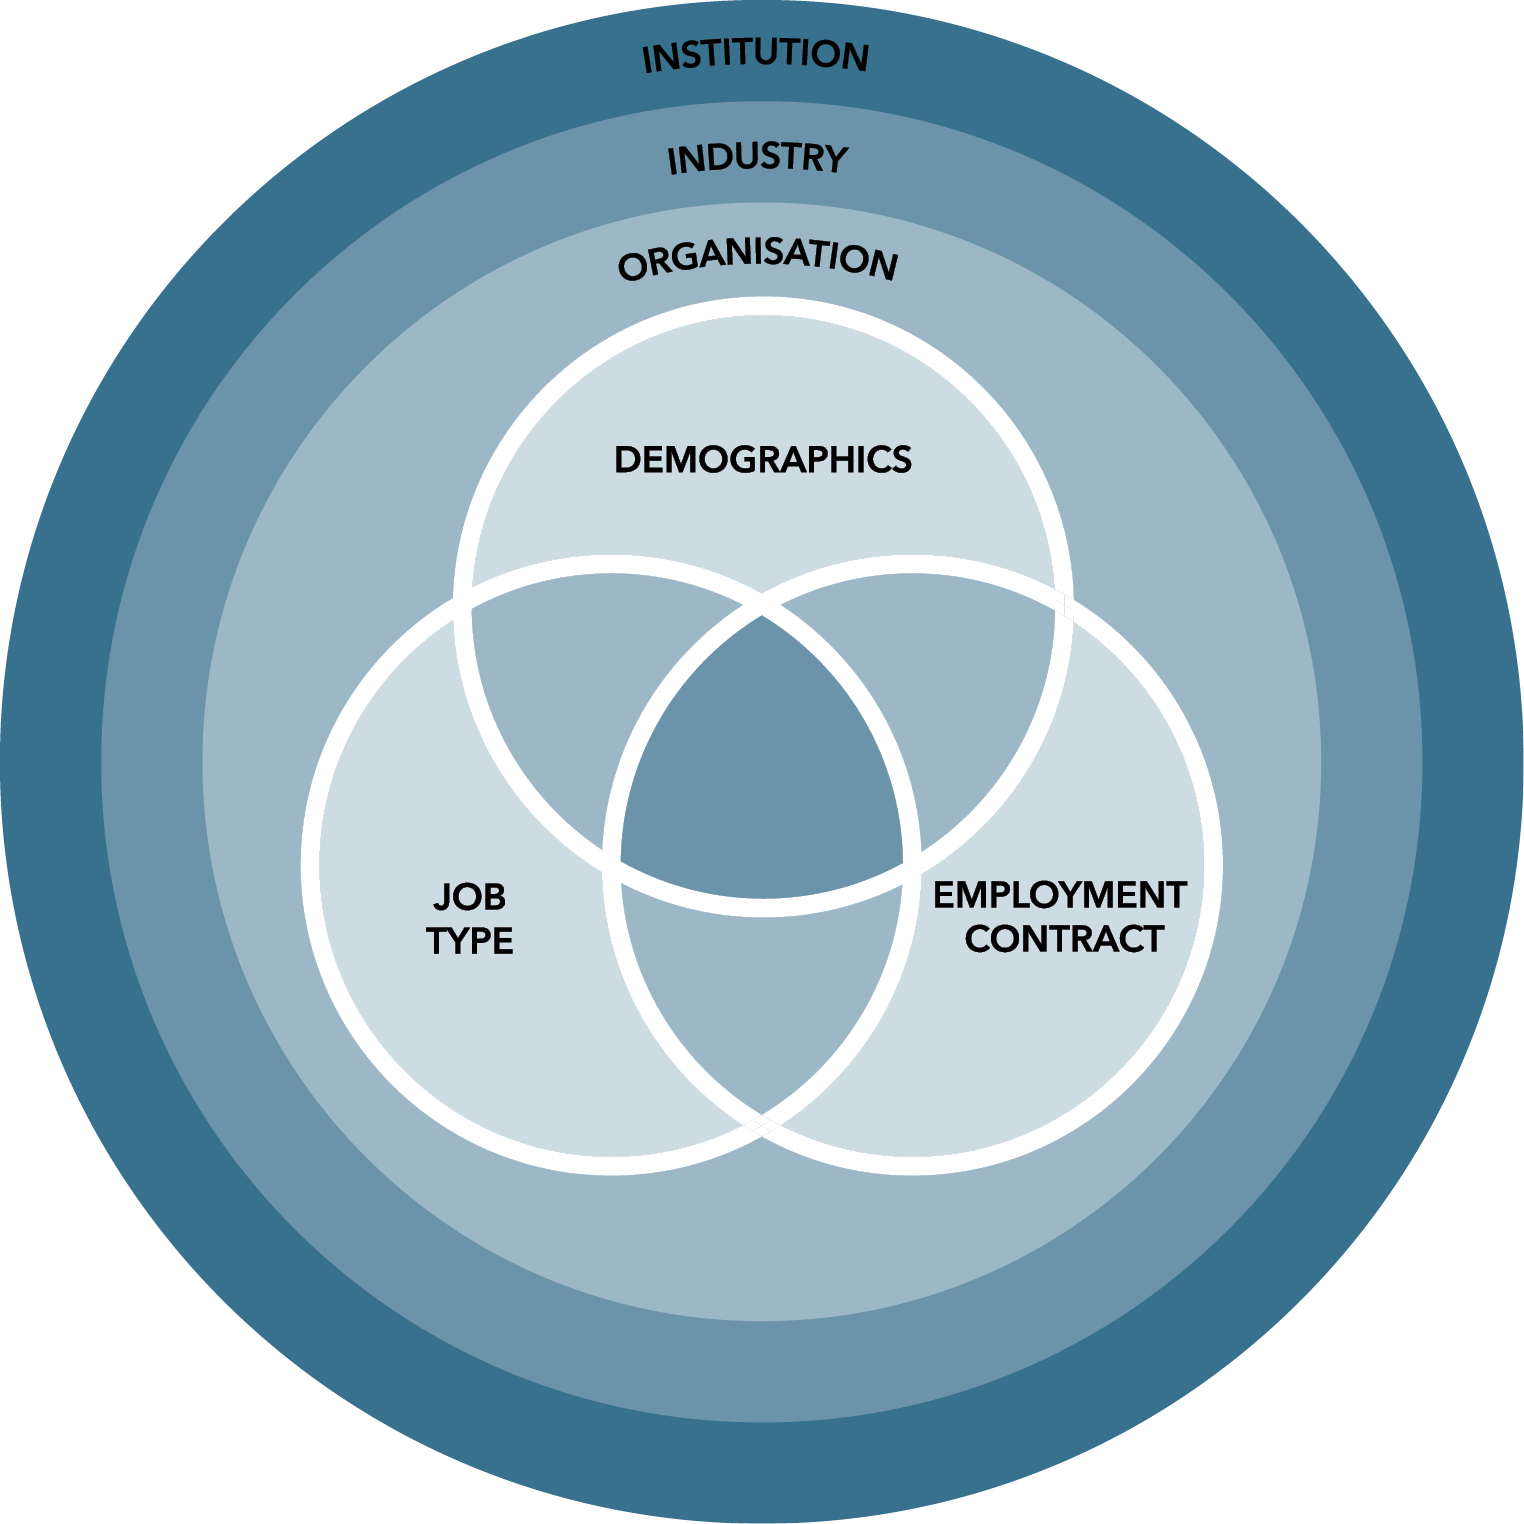 INSTITUTION
INDUSTRY
ORGANISATION
DEMOGRAPHICS
JOB
TYPE
EMPLOYMENT
CONTRACT